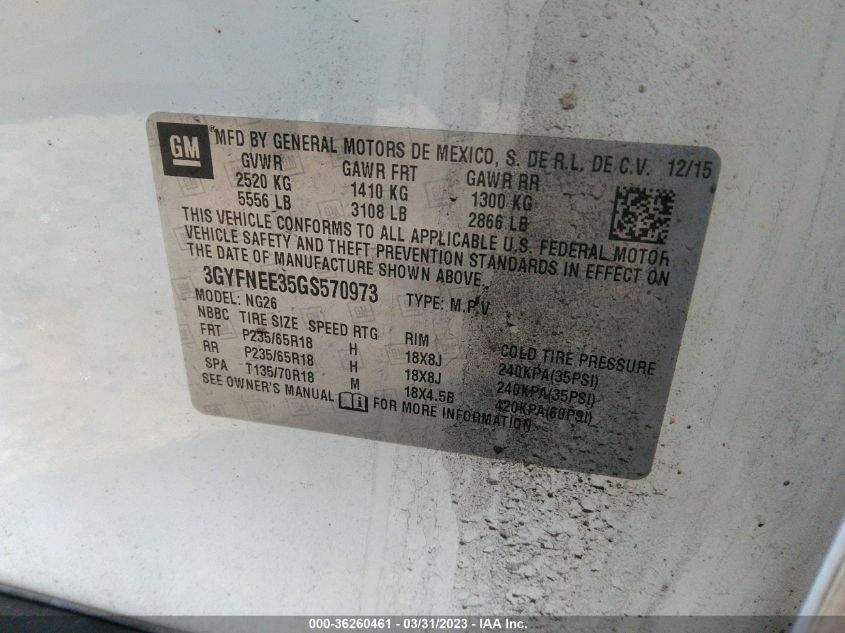 GM MFD BY GENERAL MOTORS DE MEXICO, S. DE R.L. DE C.V. 12/15
GVWR GAWR FRT GAWR RR
2520 KG 1410 KG 1300 KG
5556 LB 3108 LB 2866 LB
THIS VEHICLE CONFORMS TO ALL APPLICABLE U.S. FEDERAL MOTOR
VEHICLE SAFETY AND THEFT PREVENTION STANDARDS IN EFFECT ON
THE DATE OF MANUFACTURE SHOWN ABOVE.
3GYFNEE35GS570973 TYPE: M.P.V.
MODEL: NG26
NBBC TIRE SIZE SPEED RTG RIM COLD TIRE PRESSURE
FRT P235/65R18 H 18X8J 240KPA(35PSI)
RR P235/65R18 H 18X8J 240KPA(35PSI)
SPA T135/70R18 M 18X4.5B 420KPA(60PSI)
SEE OWNER'S MANUAL FOR MORE INFORMATION
000-36260461 - 03/31/2023 - IAA Inc.